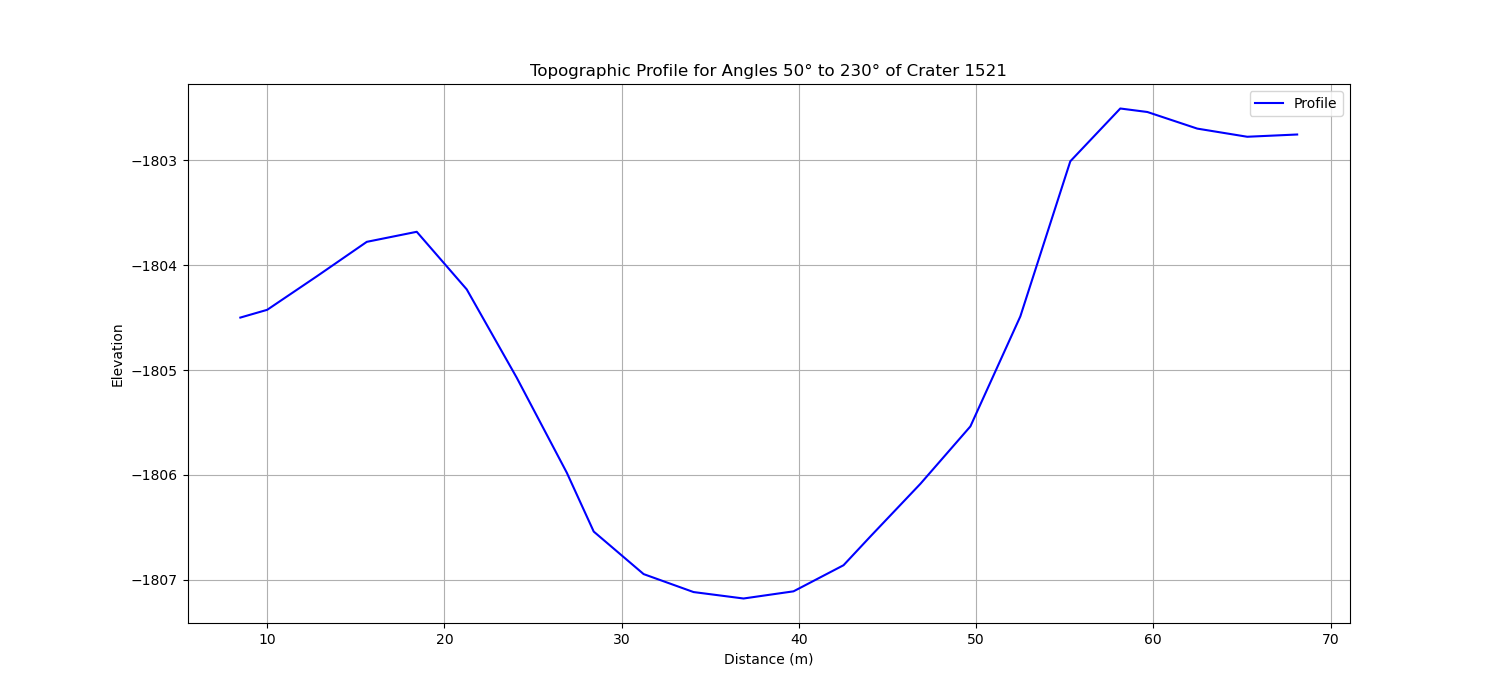 Topographic Profile for Angles 50° to 230° of Crater 1521
Profile
−1803
−1804
−1805
−1806
−1807
Elevation
10 20 30 40 50 60 70
Distance (m)